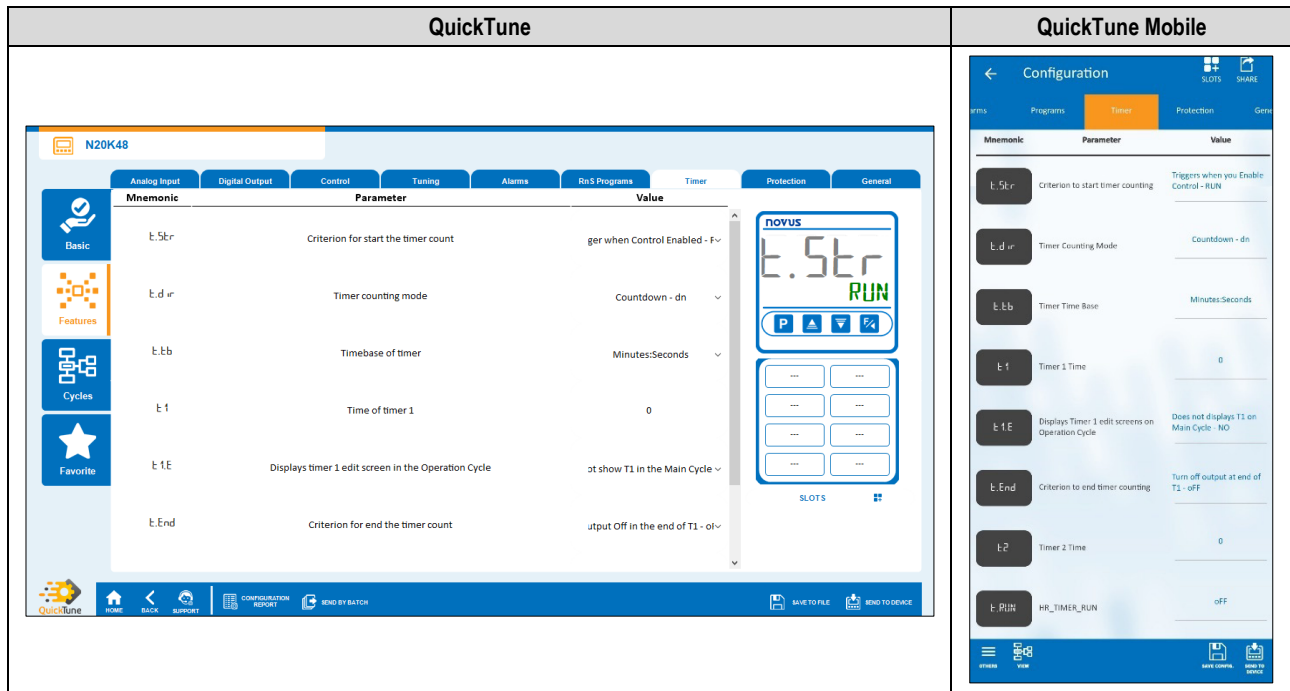 QuickTune
QuickTune Mobile
N20K48
Analog Input Digital Output Control Tuning Alarms RnS Programs Timer Protection General
Mnemonic Parameter Value
Basic
Features
Cycles
Favorite
t.Str Criterion for start the timer count ger when Control Enabled - F
t.dir Timer counting mode Countdown - dn
t.tb Timebase of timer Minutes:Seconds
t1 Time of timer 1 0
t1.E Displays timer 1 edit screen in the Operation Cycle ot show T1 in the Main Cycle
t.End Criterion for end the timer count utput Off in the end of T1 - of
novus
t.Str
RUN
P F/
--- ---
--- ---
--- ---
--- ---
SLOTS
QuickTune HOME BACK SUPPORT CONFIGURATION REPORT SEND BY BATCH SAVE TO FILE SEND TO DEVICE
Configuration SLOTS SHARE
arms Programs Timer Protection Gene
Mnemonic Parameter Value
t.Str Criterion to start timer counting Triggers when you Enable
Control - RUN
t.dir Timer Counting Mode Countdown - dn
t.tb Timer Time Base Minutes:Seconds
t1 Timer 1 Time 0
t1.E Displays Timer 1 edit screens on
Operation Cycle
Does not displays T1 on
Main Cycle - NO
t.End Criterion to end timer counting Turn off output at end of
T1 - oFF
t2 Timer 2 Time 0
t.RUN HR_TIMER_RUN oFF
OTHERS VIEW SAVE CONFIG. SEND TO
DEVICE